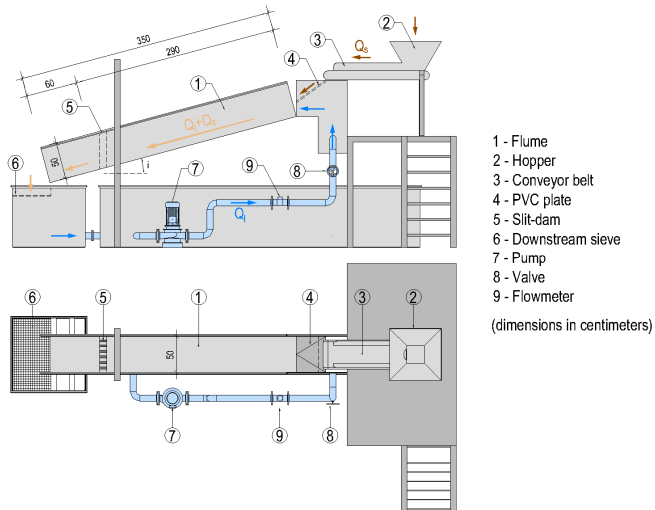 350
290
60
2
3
Qs
4
1
5
Ql+Qs
50
i
6
7
9
8
Ql
1 - Flume
2 - Hopper
3 - Conveyor belt
4 - PVC plate
5 - Slit-dam
6 - Downstream sieve
7 - Pump
8 - Valve
9 - Flowmeter
(dimensions in centimeters)
6
5
1
4
3
2
50
7
9
8